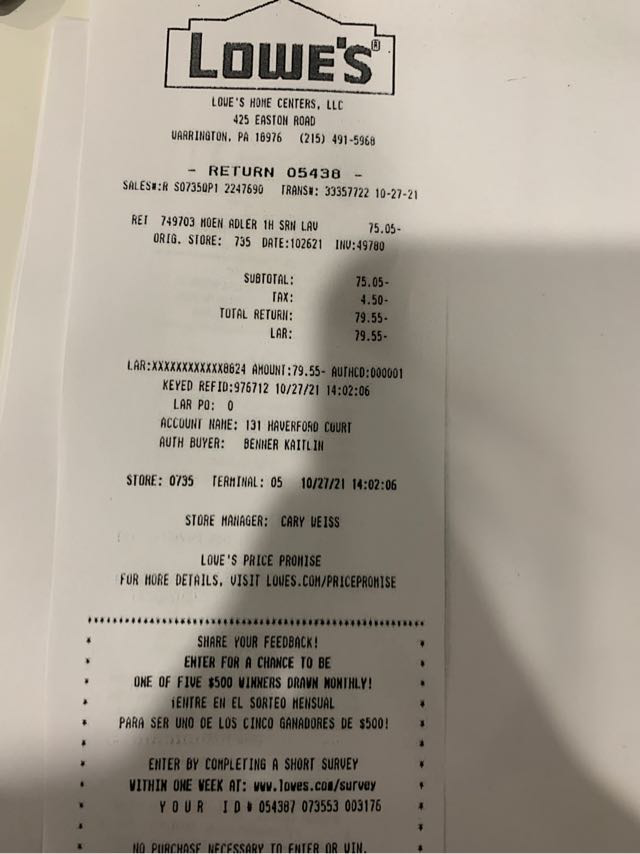 LOWE'S®
LOWE'S HOME CENTERS, LLC
425 EASTON ROAD
WARRINGTON, PA 18976 (215) 491-5968
- RETURN 05438 -
SALES#:R S0735QP1 2247690 TRANS#: 33357722 10-27-21
RET 749703 MOEN ADLER 1H SRN LAV 75.05-
ORIG. STORE: 735 DATE:102621 INV:49780
SUBTOTAL: 75.05-
TAX: 4.50-
TOTAL RETURN: 79.55-
LAR: 79.55-
LAR:XXXXXXXXXXXX8624 AMOUNT:79.55- AUTHCD:000001
KEYED REFID:976712 10/27/21 14:02:06
LAR PO: 0
ACCOUNT NAME: 131 HAVERFORD COURT
AUTH BUYER: BENNER KAITLIN
STORE: 0735 TERMINAL: 05 10/27/21 14:02:06
STORE MANAGER: CARY WEISS
LOWE'S PRICE PROMISE
FOR MORE DETAILS, VISIT LOWES.COM/PRICEPROMISE
****************************************************
* SHARE YOUR FEEDBACK! *
* ENTER FOR A CHANCE TO BE *
* ONE OF FIVE $500 WINNERS DRAWN MONTHLY! *
* ¡ENTRE EN EL SORTEO MENSUAL *
* PARA SER UNO DE LOS CINCO GANADORES DE $500! *
* *
* ENTER BY COMPLETING A SHORT SURVEY *
* WITHIN ONE WEEK AT: www.lowes.com/survey *
* Y O U R I D # 054387 073553 003176 *
* *
* NO PURCHASE NECESSARY TO ENTER OR WIN. *